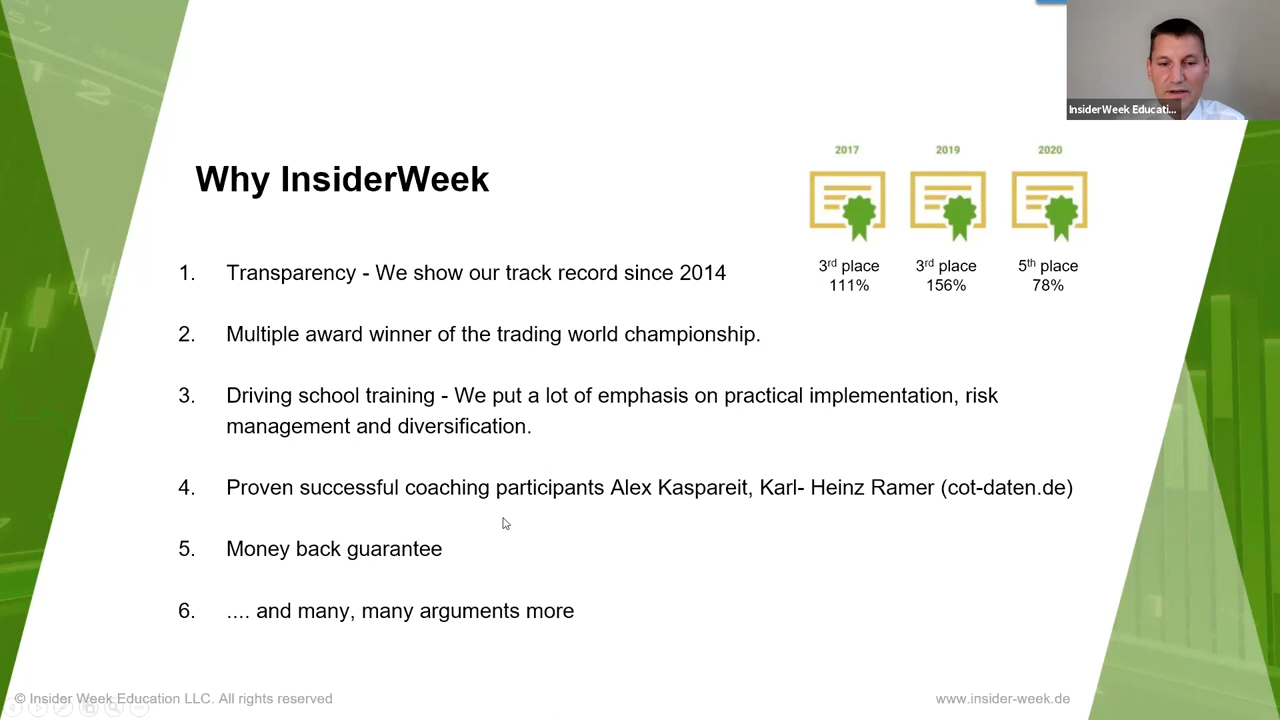 InsiderWeek Educati...
2017 2019 2020
Why InsiderWeek
3rd place 3rd place 5th place
111% 156% 78%
1. Transparency - We show our track record since 2014
2. Multiple award winner of the trading world championship.
3. Driving school training - We put a lot of emphasis on practical implementation, risk
management and diversification.
4. Proven successful coaching participants Alex Kaspareit, Karl- Heinz Ramer (cot-daten.de)
5. Money back guarantee
6. .... and many, many arguments more
© Insider Week Education LLC. All rights reserved
www.insider-week.de